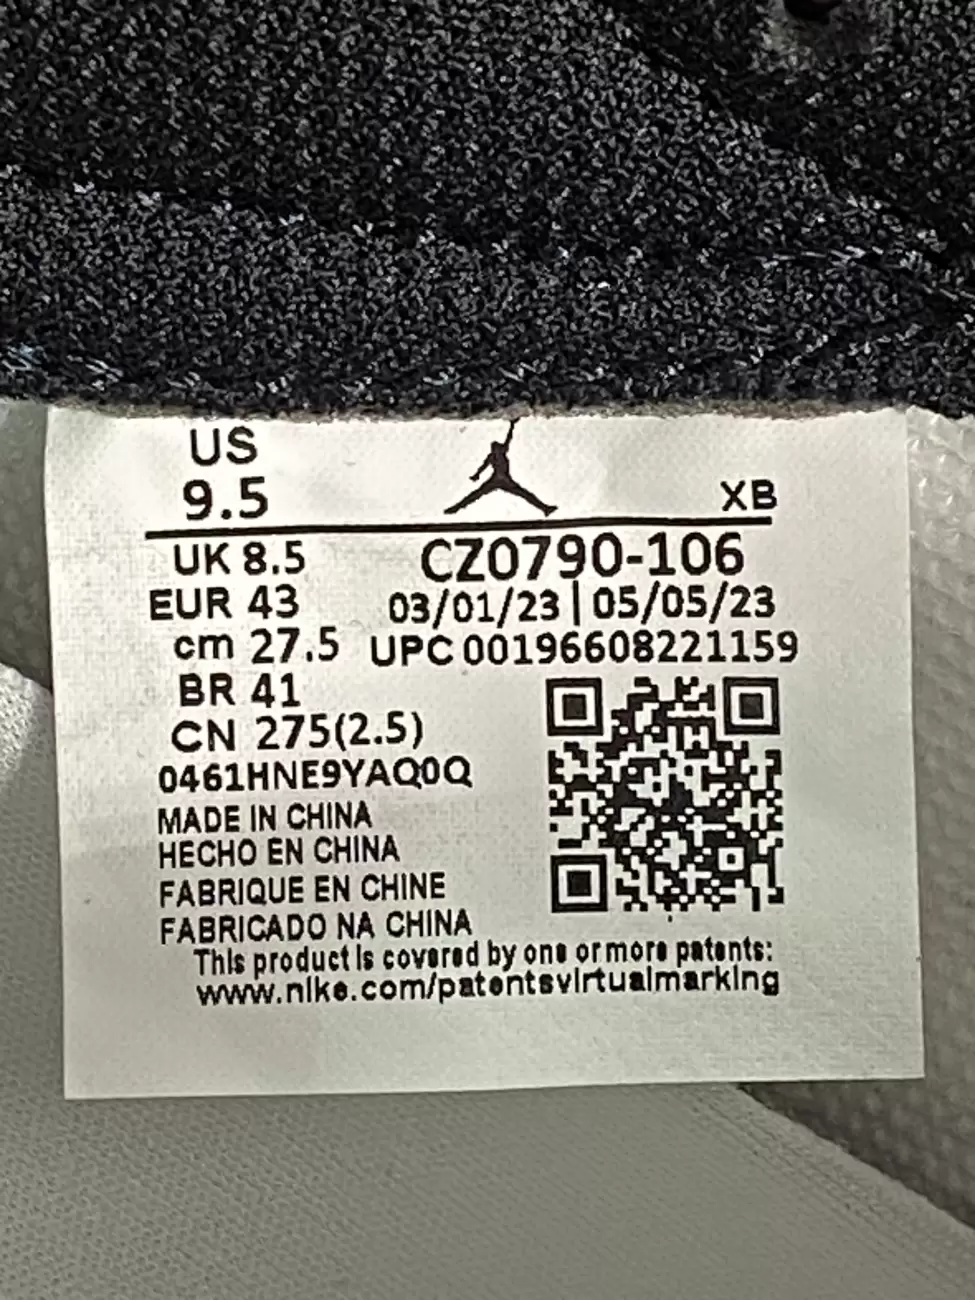 US
9.5
XB
UK 8.5
CZ0790-106
EUR 43
03/01/23 | 05/05/23
cm 27.5
UPC 00196608221159
BR 41
CN 275(2.5)
0461HNE9YAQ0Q
MADE IN CHINA
HECHO EN CHINA
FABRIQUE EN CHINE
FABRICADO NA CHINA
This product is covered by one or more patents:
www.nike.com/patentsvirtualmarking